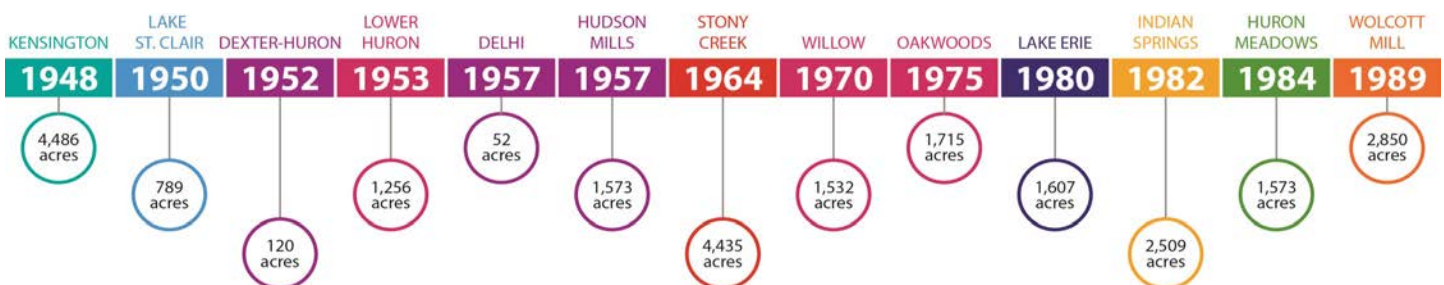 KENSINGTON
1948
4,486
acres
LAKE
ST. CLAIR
1950
789
acres
DEXTER-HURON
1952
120
acres
LOWER
HURON
1953
1,256
acres
DELHI
1957
52
acres
HUDSON
MILLS
1957
1,573
acres
STONY
CREEK
1964
4,435
acres
WILLOW
1970
1,532
acres
OAKWOODS
1975
1,715
acres
LAKE ERIE
1980
1,607
acres
INDIAN
SPRINGS
1982
2,509
acres
HURON
MEADOWS
1984
1,573
acres
WOLCOTT
MILL
1989
2,850
acres